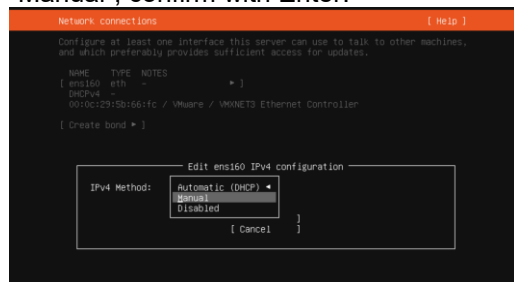 "Manual", confirm with Enter.
Network connections [ Help ]
Configure at least one interface this server can use to talk to other machines,
and which preferably provides sufficient access for updates.
NAME TYPE NOTES
[ ens160 eth - ▸ ]
DHCPv4 -
00:0c:29:5b:66:fc / VMware / VMXNET3 Ethernet Controller
[ Create bond ▸ ]
Edit ens160 IPv4 configuration
IPv4 Method: Automatic (DHCP) ◂
Manual
Disabled
]
[ Cancel ]